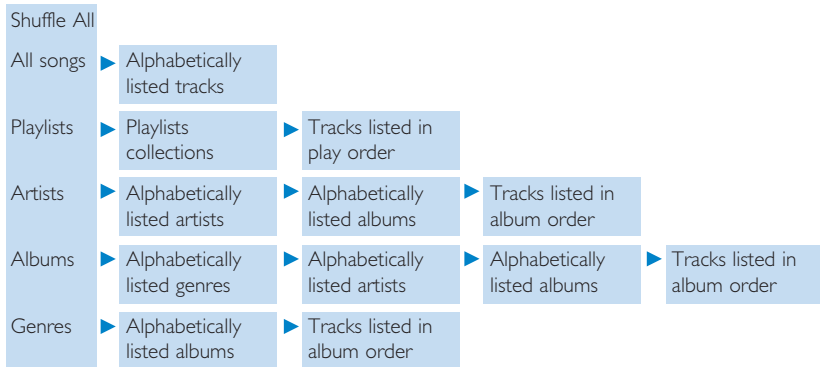 Shuffle All
All songs
Alphabetically
listed tracks
Playlists
Playlists
collections
Tracks listed in
play order
Artists
Alphabetically
listed artists
Alphabetically
listed albums
Tracks listed in
album order
Albums
Alphabetically
listed genres
Alphabetically
listed artists
Alphabetically
listed albums
Tracks listed in
album order
Genres
Alphabetically
listed albums
Tracks listed in
album order